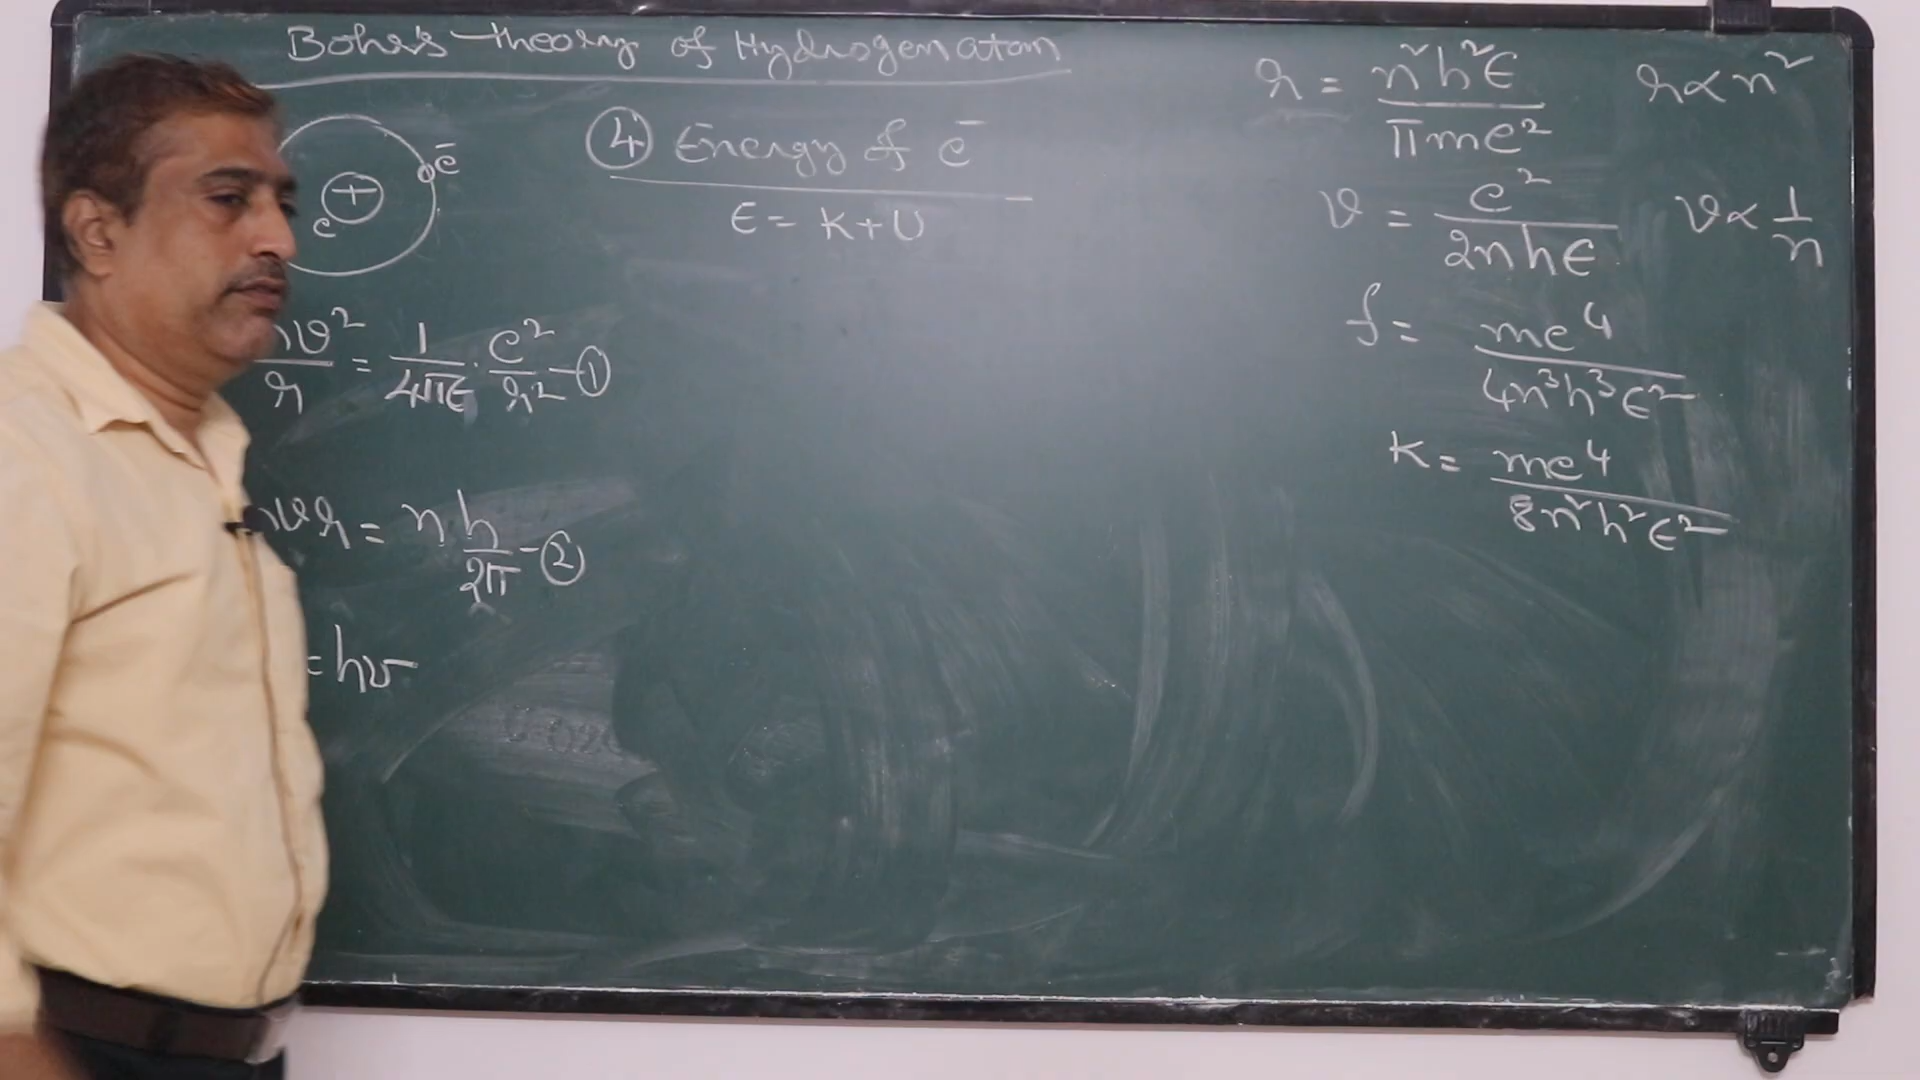 Bohr's theory of Hydrogen atom
+
e
e⁻
④ Energy of e⁻
E = K + U
v²/r = 1/4πϵ · e²/r² — ①
vr = n h/2π — ②
= hν
r = n²h²ϵ/πme² r ∝ n²
v = e²/2nhϵ v ∝ 1/n
f = me⁴/4n³h³ϵ²
K = me⁴/8n²h²ϵ²